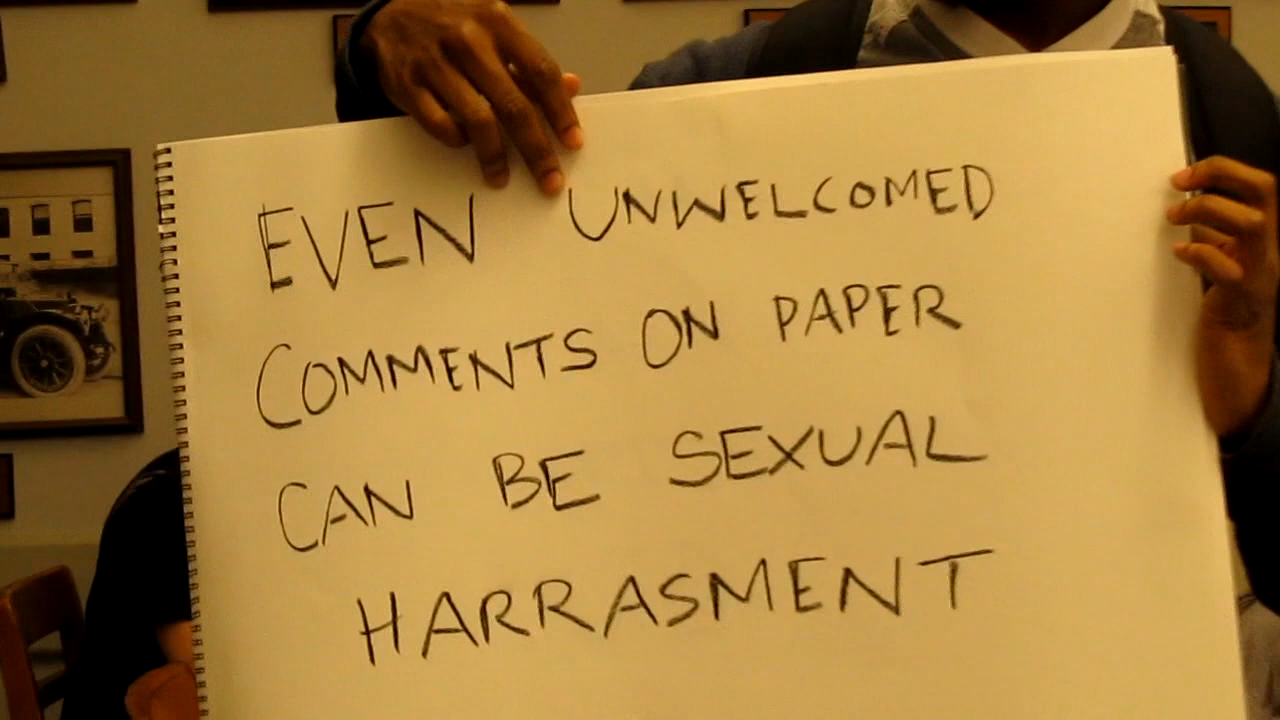 EVEN UNWELCOMED
COMMENTS ON PAPER
CAN BE SEXUAL
HARRASMENT